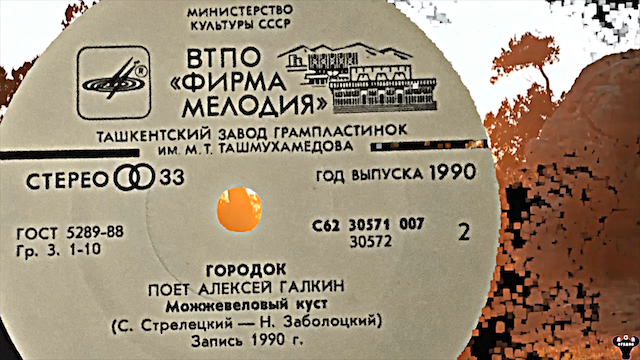 МИНИСТЕРСТВО
КУЛЬТУРЫ СССР
ВТПО
«ФИРМА
МЕЛОДИЯ»
®
ТАШКЕНТСКИЙ ЗАВОД ГРАМПЛАСТИНОК
ИМ. М. Т. ТАШМУХАМЕДОВА
СТЕРЕО 33
ГОД ВЫПУСКА 1990
ГОСТ 5289-88
Гр. 3. 1-10
С62 30571 007
30572
2
ГОРОДОК
ПОЕТ АЛЕКСЕЙ ГАЛКИН
Можжевеловый куст
(С. Стрелецкий — Н. Заболоцкий)
Запись 1990 г.